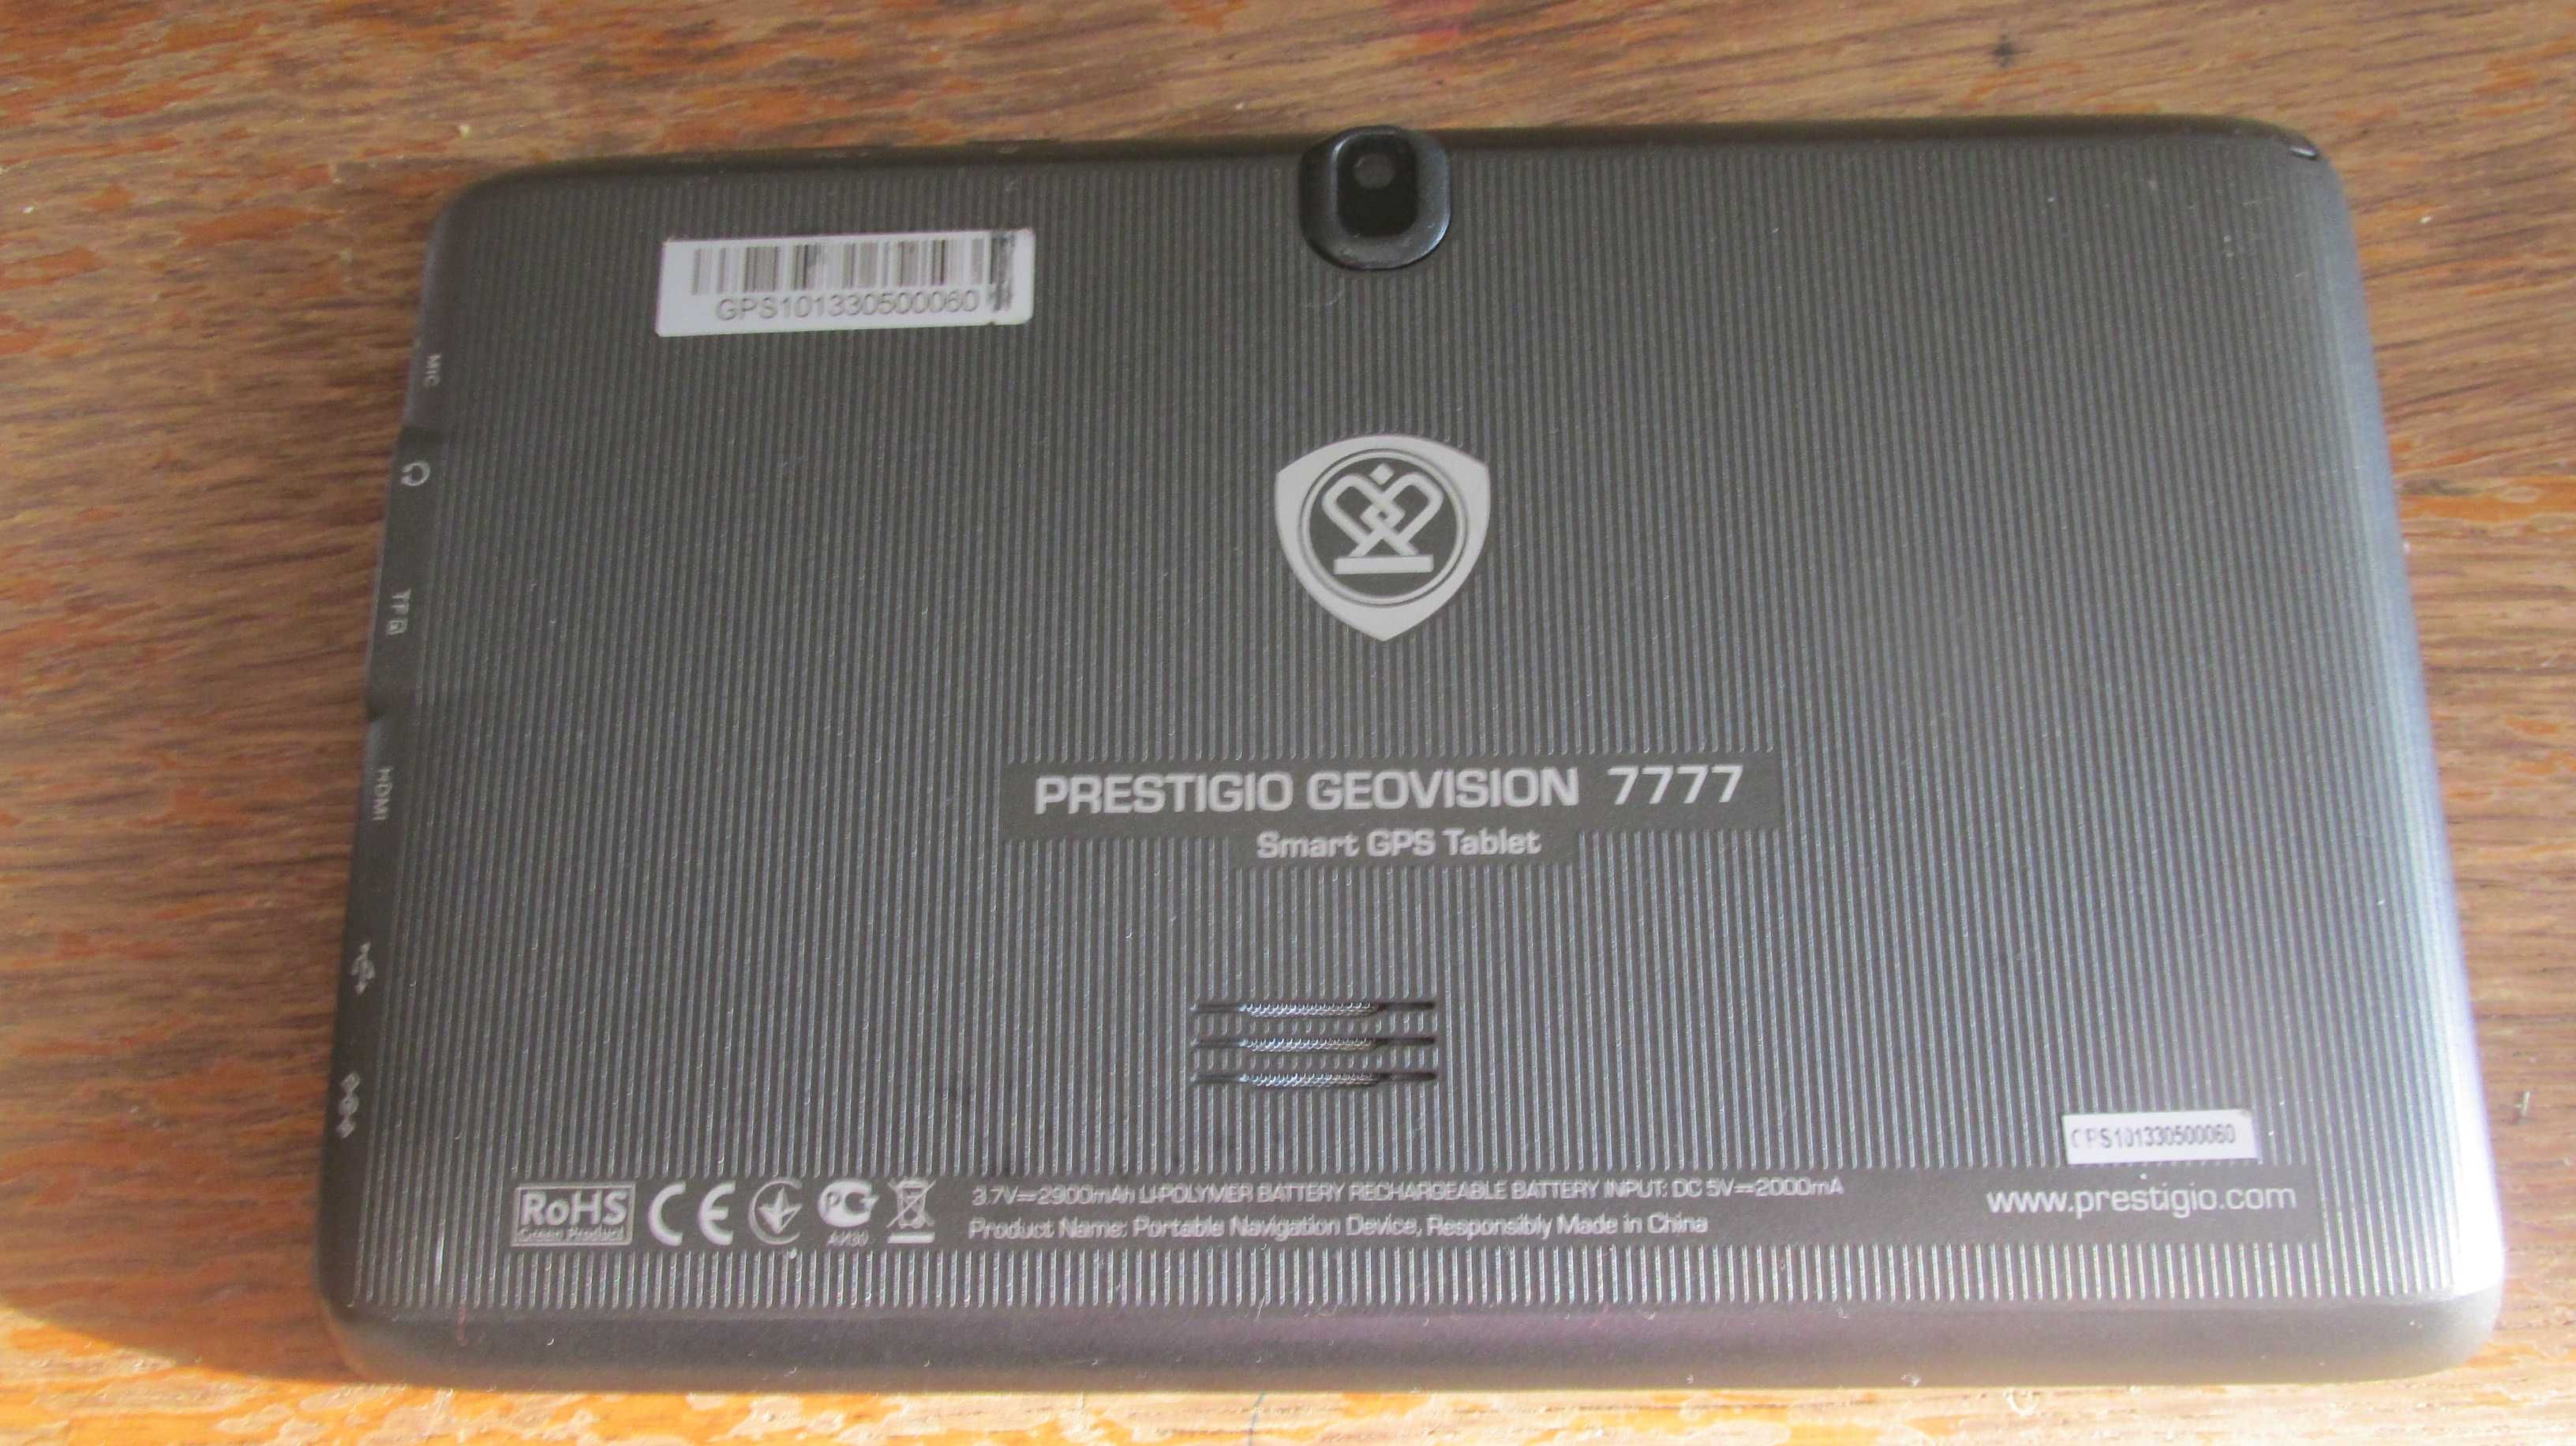 GPS101330500060
MIC
TF
HDMI
PRESTIGIO GEOVISION 7777
Smart GPS Tablet
GPS101330500060
RoHS
Green Product
CE
3.7V⎓2900mAh LI-POLYMER BATTERY RECHARGEABLE BATTERY INPUT: DC 5V⎓2000mA
Product Name: Portable Navigation Device, Responsibly Made in China
www.prestigio.com